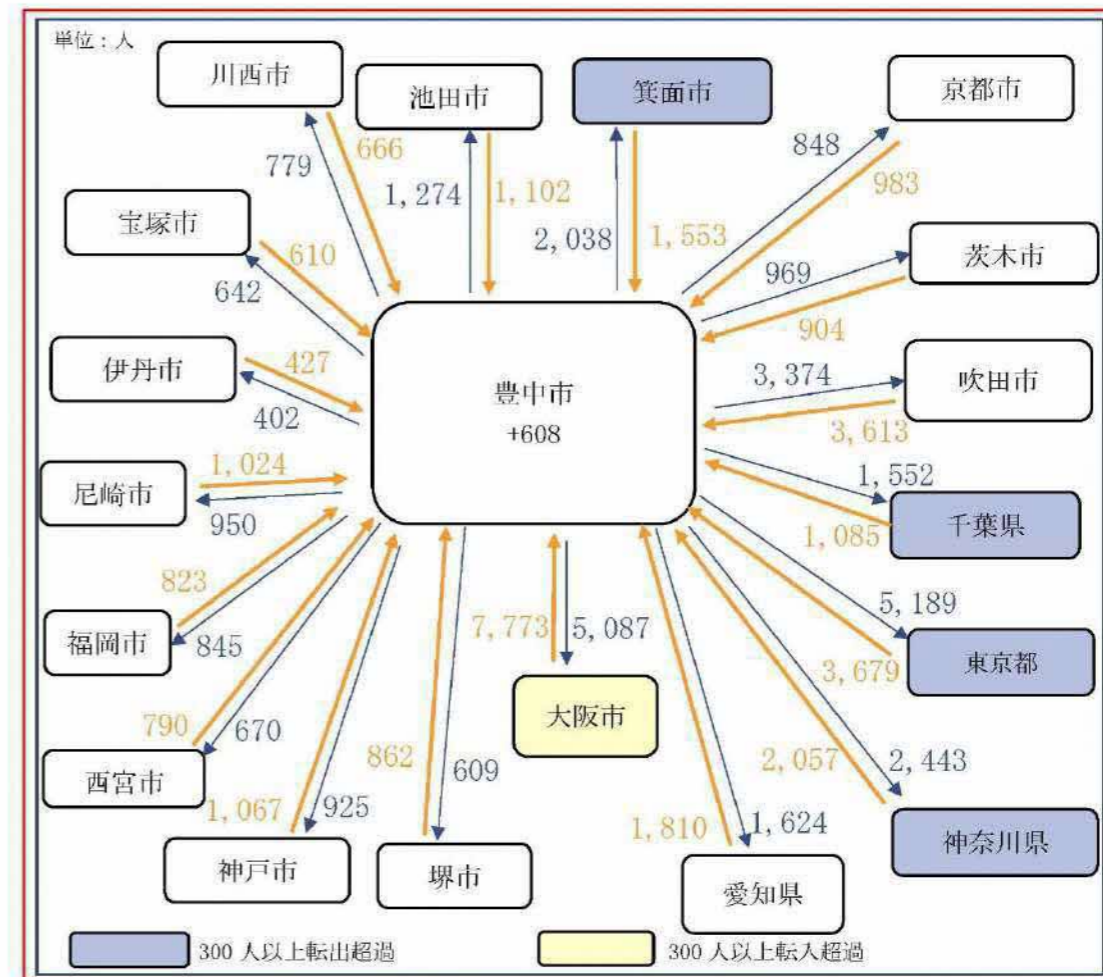 単位：人
川西市
池田市
箕面市
京都市
779
666
1,274
1,102
2,038
1,553
848
983
宝塚市
610
642
969
904
茨木市
伊丹市
427
402
豊中市
+608
3,374
3,613
吹田市
尼崎市
1,024
950
1,552
1,085
千葉県
福岡市
823
845
5,189
3,679
東京都
西宮市
790
670
7,773
5,087
大阪市
2,057
2,443
神奈川県
1,067
925
神戸市
862
609
堺市
1,810
1,624
愛知県
300 人以上転出超過
300 人以上転入超過